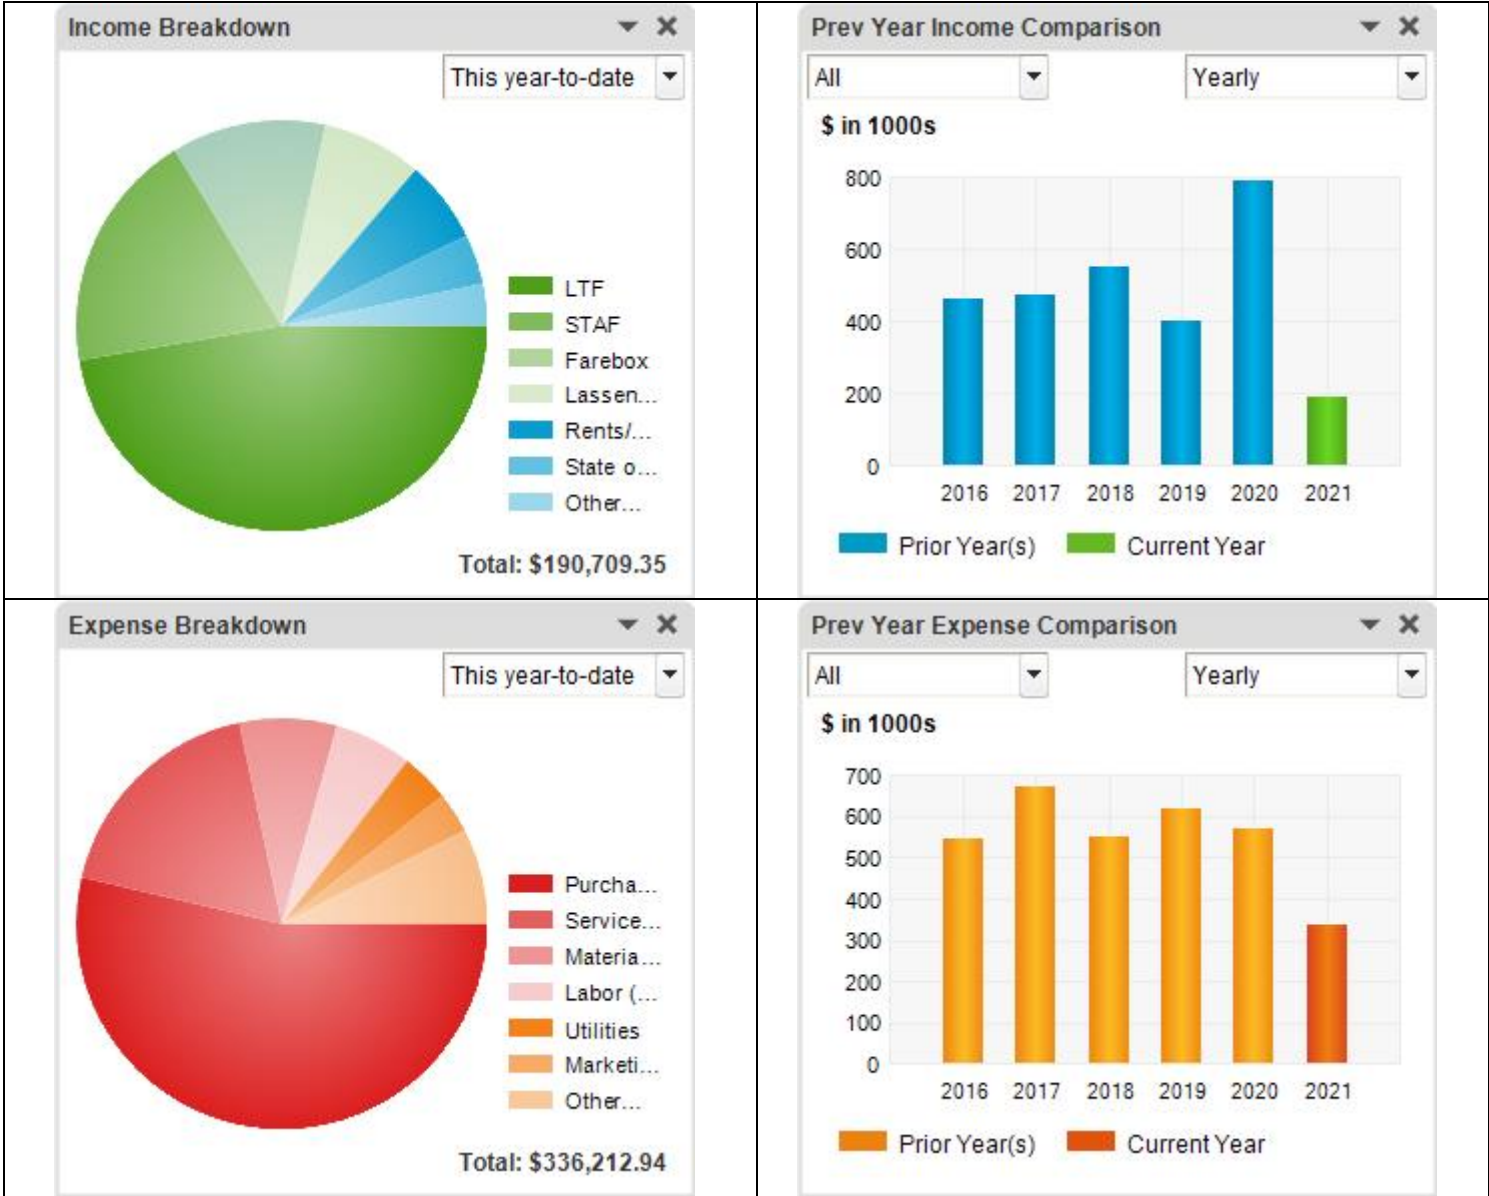 Income Breakdown
This year-to-date
LTF
STAF
Farebox
Lassen...
Rents/...
State o...
Other...
Total: $190,709.35
Prev Year Income Comparison
All
Yearly
$ in 1000s
800
600
400
200
0
2016 2017 2018 2019 2020 2021
Prior Year(s) Current Year
Expense Breakdown
This year-to-date
Purcha...
Service...
Materia...
Labor (...
Utilities
Marketi...
Other...
Total: $336,212.94
Prev Year Expense Comparison
All
Yearly
$ in 1000s
700
600
500
400
300
200
100
0
2016 2017 2018 2019 2020 2021
Prior Year(s) Current Year